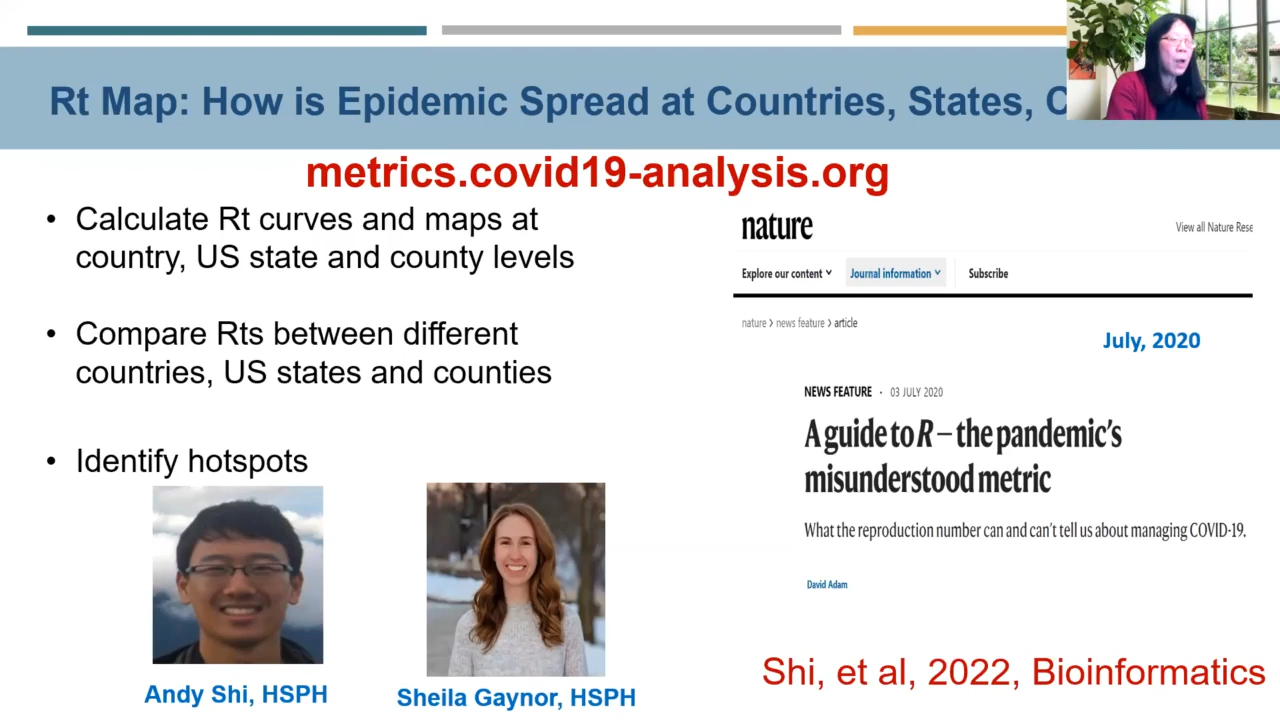 Rt Map: How is Epidemic Spread at Countries, States,
metrics.covid19-analysis.org
• Calculate Rt curves and maps at
country, US state and county levels
• Compare Rts between different
countries, US states and counties
• Identify hotspots
Andy Shi, HSPH
Sheila Gaynor, HSPH
nature
View all Nature Rese
Explore our content
Journal information
Subscribe
nature > news feature > article
July, 2020
NEWS FEATURE · 03 JULY 2020
A guide to R — the pandemic's
misunderstood metric
What the reproduction number can and can't tell us about managing COVID-19.
David Adam
Shi, et al, 2022, Bioinformatics